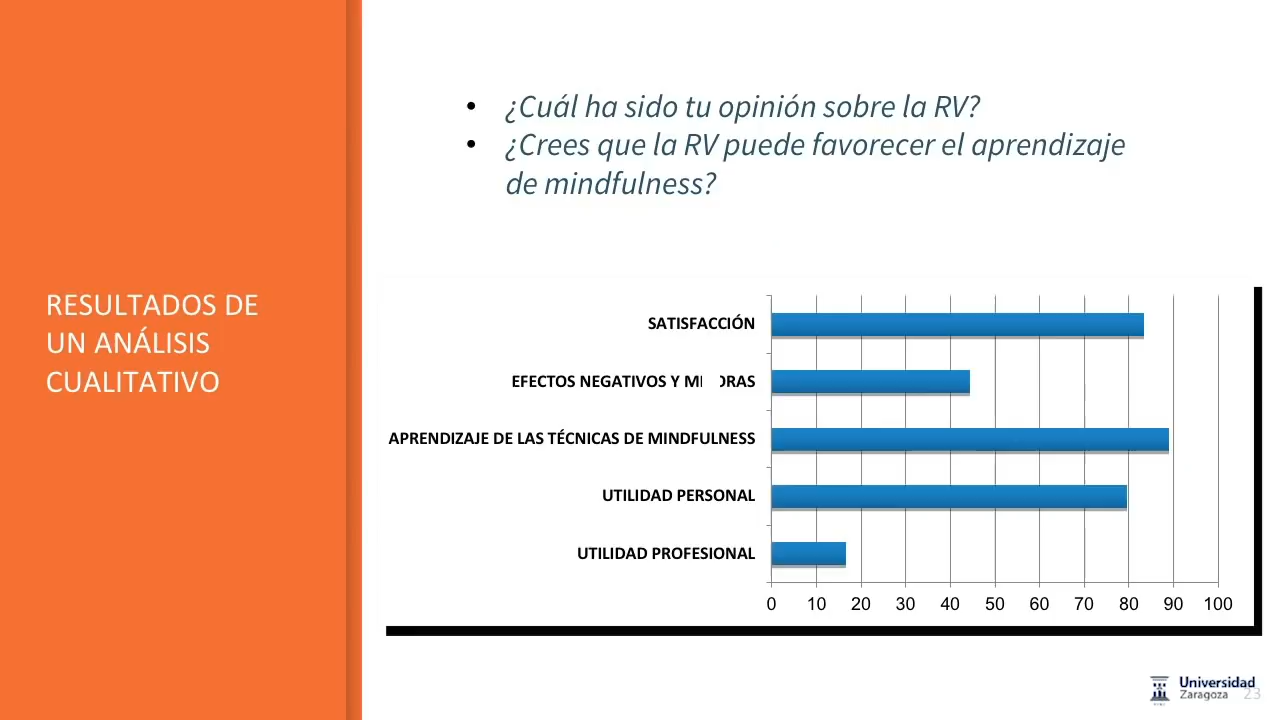 RESULTADOS DE
UN ANÁLISIS
CUALITATIVO
• ¿Cuál ha sido tu opinión sobre la RV?
• ¿Crees que la RV puede favorecer el aprendizaje
de mindfulness?
SATISFACCIÓN
EFECTOS NEGATIVOS Y
APRENDIZAJE DE LAS TÉCNICAS DE MINDFULNESS
UTILIDAD PERSONAL
UTILIDAD PROFESIONAL
0 10 20 30 40 50 60 70 80 90 100
Universidad
Zaragoza
23